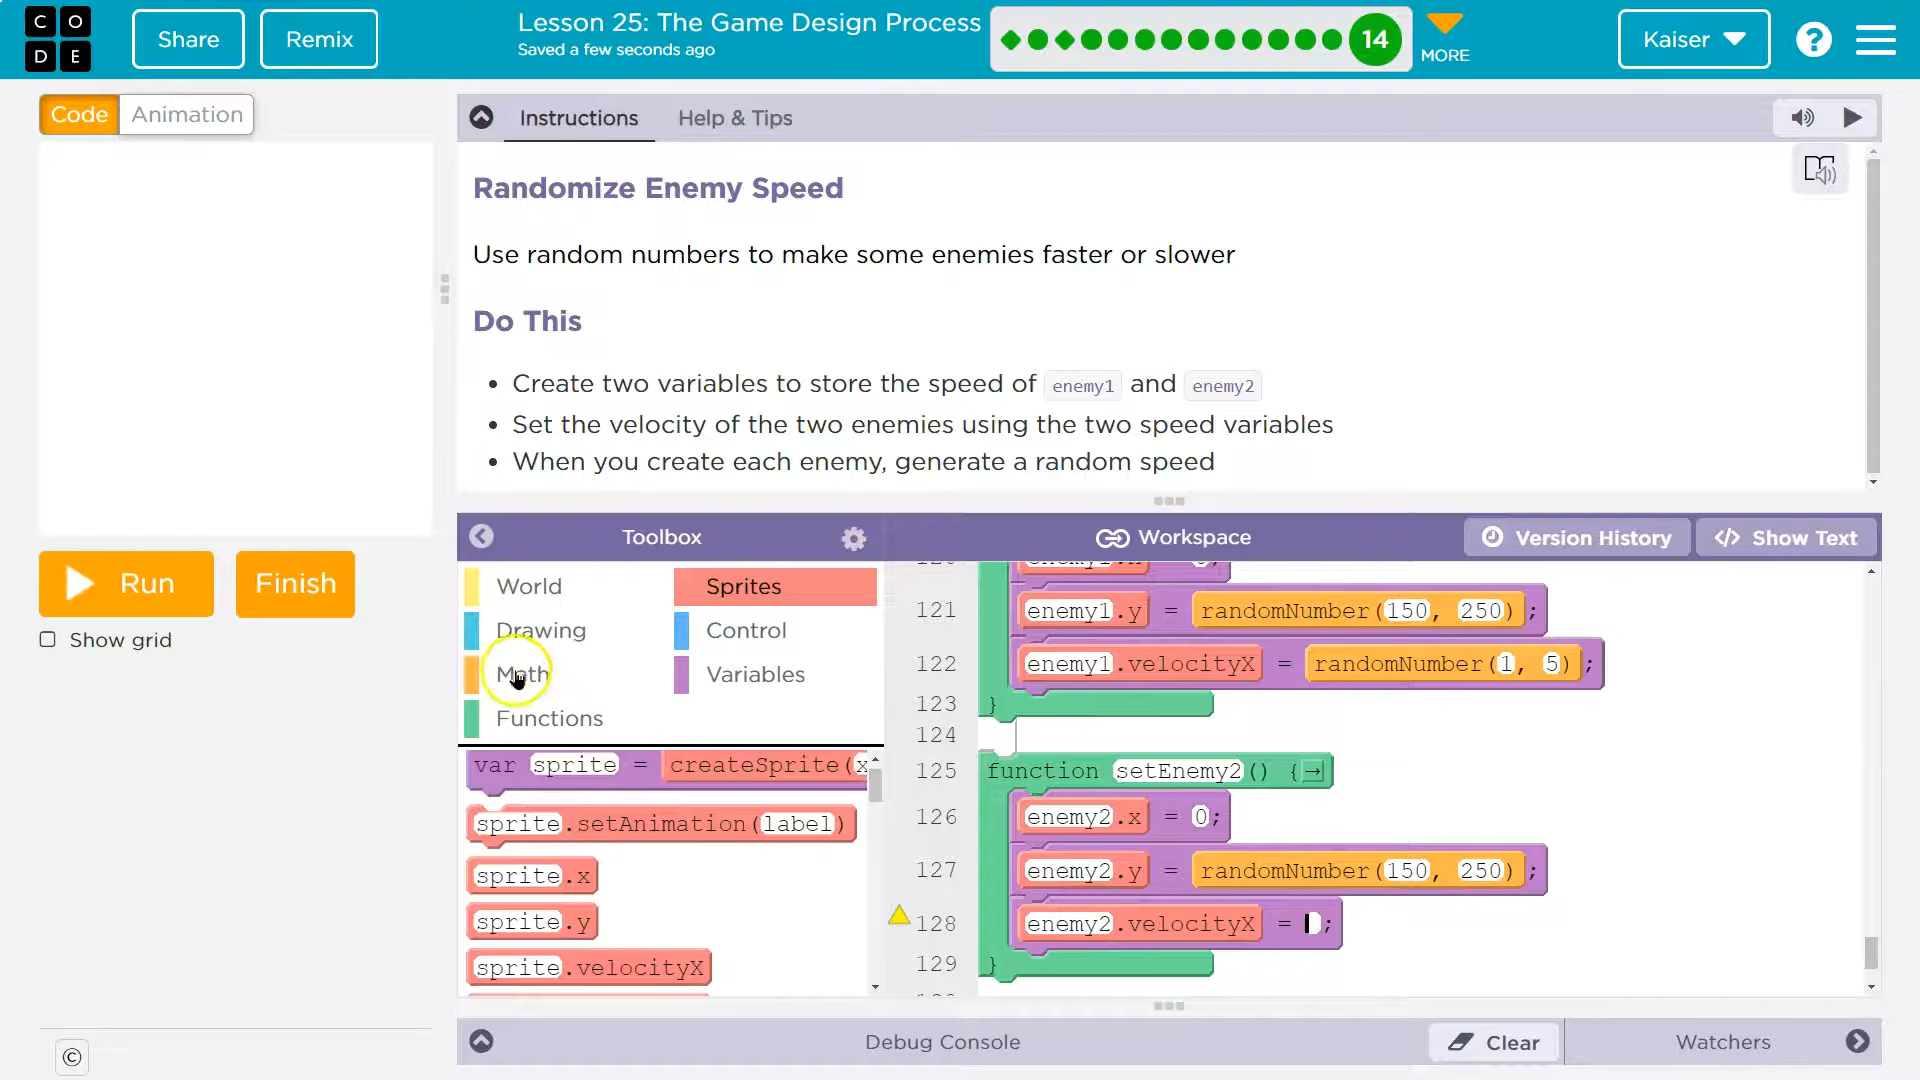 CODE
Share
Remix
Lesson 25: The Game Design Process
Saved a few seconds ago
14
MORE
Kaiser
?
Code
Animation
Instructions
Help & Tips
Randomize Enemy Speed
Use random numbers to make some enemies faster or slower
Do This
• Create two variables to store the speed of enemy1 and enemy2
• Set the velocity of the two enemies using the two speed variables
• When you create each enemy, generate a random speed
Run
Finish
Show grid
Toolbox
Workspace
Version History
</> Show Text
World
Sprites
Drawing
Control
Math
Variables
Functions
var sprite = createSprite(x
sprite.setAnimation(label)
sprite.x
sprite.y
sprite.velocityX
121 enemy1.y = randomNumber(150, 250);
122 enemy1.velocityX = randomNumber(1, 5);
123 }
124
125 function setEnemy2() {
126 enemy2.x = 0;
127 enemy2.y = randomNumber(150, 250);
128 enemy2.velocityX = ;
129 }
Debug Console
Clear
Watchers
©